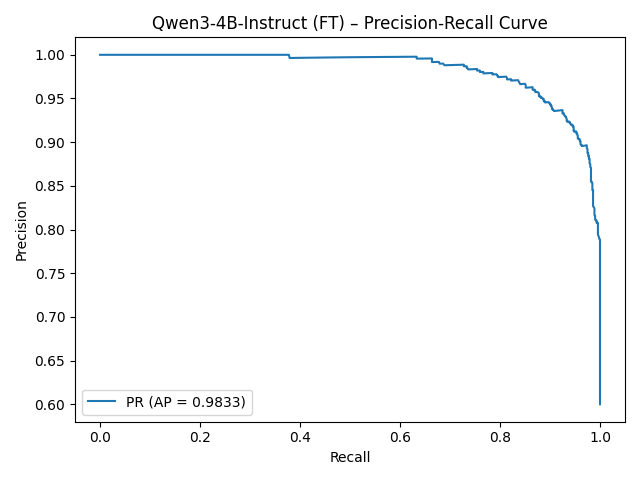 Qwen3-4B-Instruct (FT) – Precision-Recall Curve
1.00
0.95
0.90
0.85
0.80
0.75
0.70
0.65
0.60
Precision
PR (AP = 0.9833)
0.0 0.2 0.4 0.6 0.8 1.0
Recall